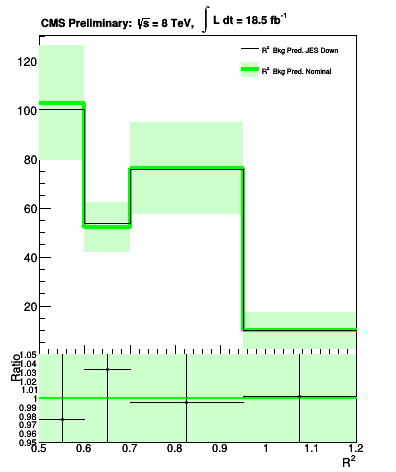 CMS Preliminary: √s = 8 TeV, ∫ L dt = 18.5 fb⁻¹
R² Bkg Pred. JES Down
R² Bkg Pred. Nominal
120
100
80
60
40
20
Ratio
1.05
1.04
1.03
1.02
1.01
1
0.99
0.98
0.97
0.96
0.95
0.5 0.6 0.7 0.8 0.9 1 1.1 1.2
R²